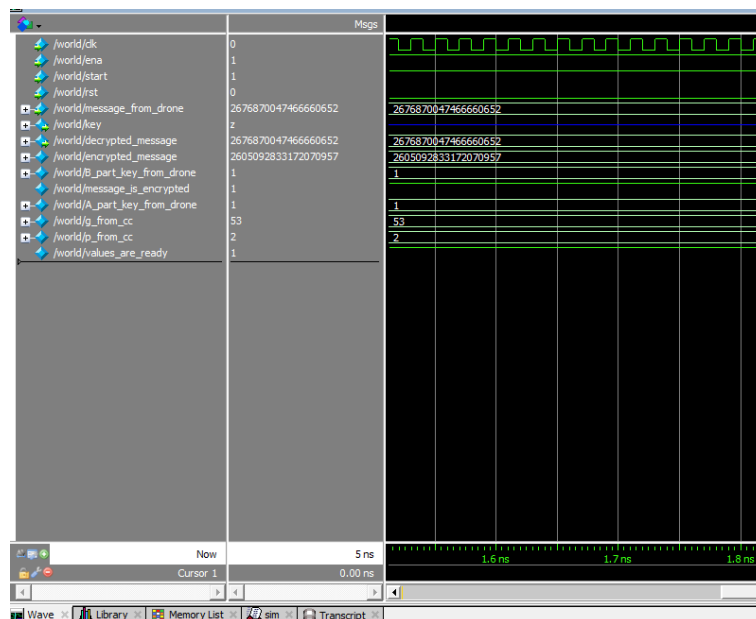 Msgs
/world/clk 0
/world/ena 1
/world/start 1
/world/rst 0
/world/message_from_drone 2676870047466660652 2676870047466660652
/world/key z
/world/decrypted_message 2676870047466660652 2676870047466660652
/world/encrypted_message 2605092833172070957 2605092833172070957
/world/B_part_key_from_drone 1 1
/world/message_is_encrypted 1
/world/A_part_key_from_drone 1 1
/world/g_from_cc 53 53
/world/p_from_cc 2 2
/world/values_are_ready 1
Now 5 ns 1.6 ns 1.7 ns 1.8 ns
Cursor 1 0.00 ns
Wave Library Memory List sim Transcript